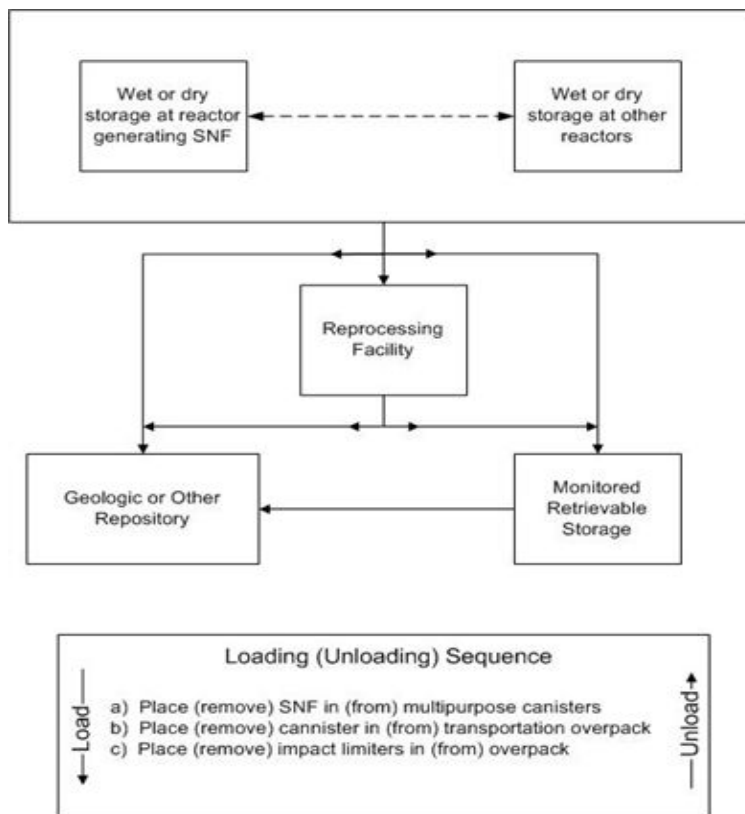 Wet or dry
storage at reactor
generating SNF
Wet or dry
storage at other
reactors
Reprocessing
Facility
Geologic or Other
Repository
Monitored
Retrievable
Storage
Loading (Unloading) Sequence
Load
a) Place (remove) SNF in (from) multipurpose canisters
b) Place (remove) cannister in (from) transportation overpack
c) Place (remove) impact limiters in (from) overpack
Unload